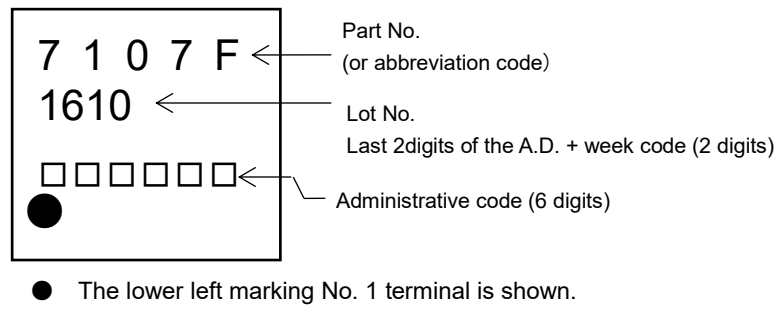 7 1 0 7 F
Part No.
(or abbreviation code)
1610
Lot No.
Last 2digits of the A.D. + week code (2 digits)
□□□□□□
Administrative code (6 digits)
● The lower left marking No. 1 terminal is shown.